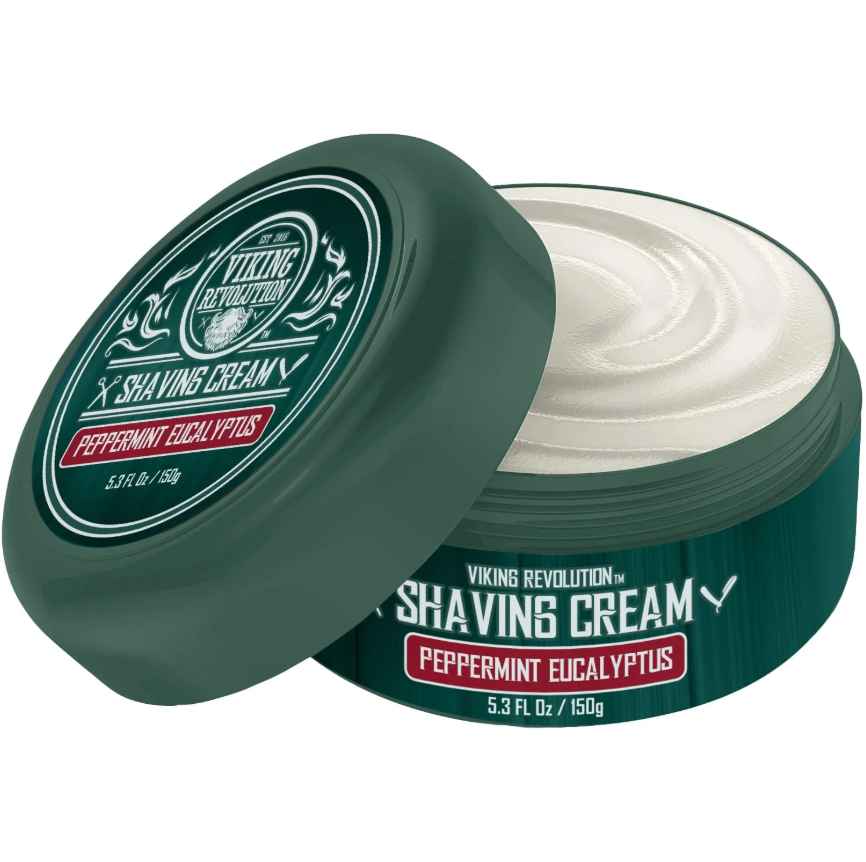 EST 2016
VIKING
REVOLUTION
TM
SHAVING CREAM
PEPPERMINT EUCALYPTUS
5.3 FL Oz / 150g
VIKING REVOLUTION™
SHAVING CREAM
PEPPERMINT EUCALYPTUS
5.3 FL Oz / 150g